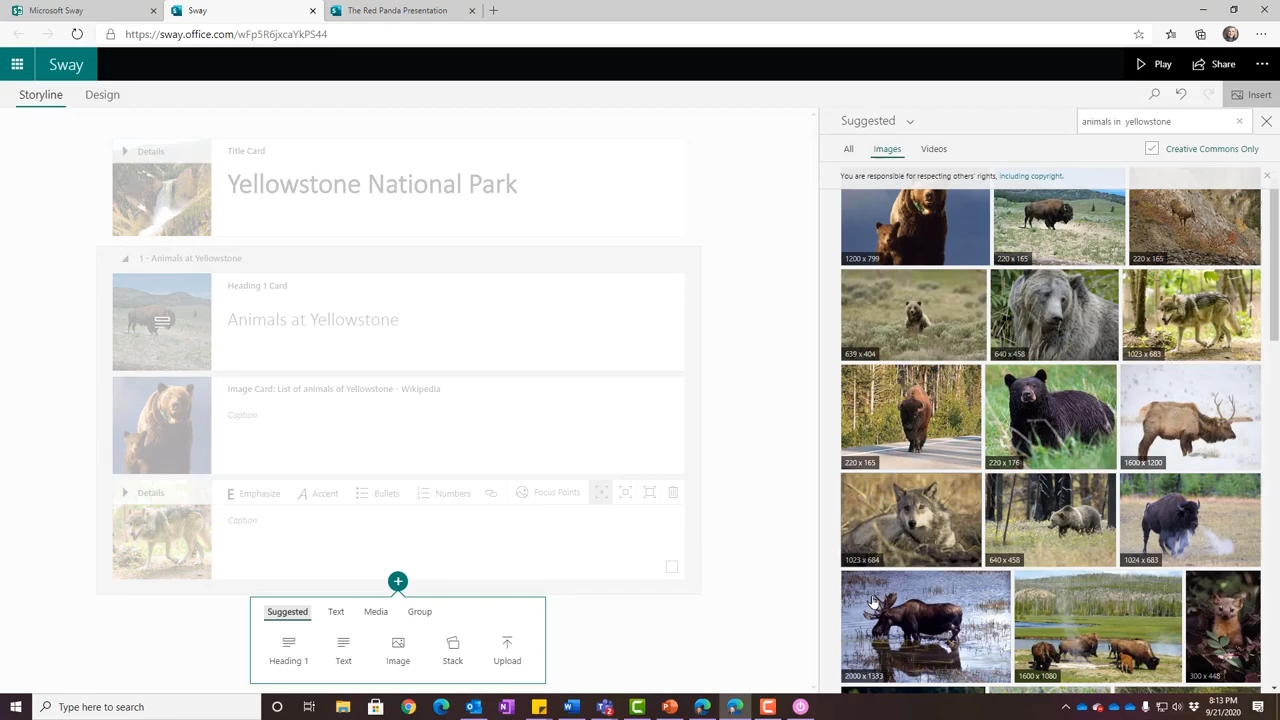 Microsoft Sway
Sway
The Red Panda Presentation
https://sway.office.com/wFp5R6jxcaYkPS44
Sway
Play
Share
Storyline
Design
Insert
Suggested
animals in  yellowstone
All
Images
Videos
Creative Commons Only
You are responsible for respecting others' rights, including copyright.
Details
Title Card
Yellowstone National Park
1 - Animals at Yellowstone
Heading 1 Card
Animals at Yellowstone
Image Card: List of animals of Yellowstone - Wikipedia
Caption
Details
E Emphasize
A Accent
Bullets
Numbers
Focus Points
Caption
Suggested
Text
Media
Group
Heading 1
Text
Image
Stack
Upload
1200 x 799
220 x 165
220 x 165
639 x 404
640 x 458
1023 x 683
220 x 165
220 x 176
1600 x 1200
1023 x 684
640 x 458
1024 x 683
2000 x 1333
1600 x 1080
300 x 448
Type here to search
8:13 PM
9/21/2020